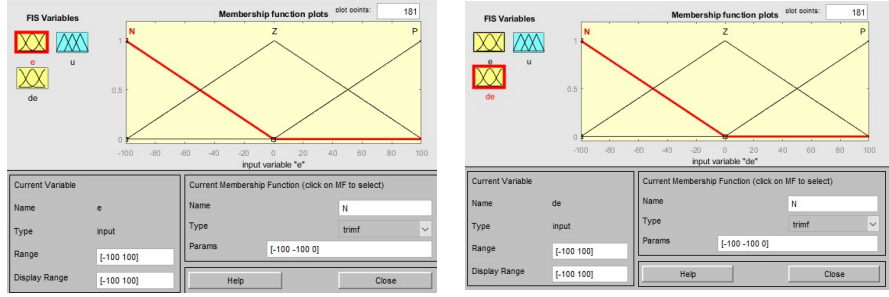 FIS Variables
Membership function plots
plot points:
181
e
u
de
N
Z
P
1
0.5
0
-100 -80 -60 -40 -20 0 20 40 60 80 100
input variable "e"
Current Variable
Name e
Type input
Range [-100 100]
Display Range [-100 100]
Current Membership Function (click on MF to select)
Name N
Type trimf
Params [-100 -100 0]
Help
Close
FIS Variables
Membership function plots
plot points:
181
e
u
de
N
Z
P
1
0.5
0
-100 -80 -60 -40 -20 0 20 40 60 80 100
input variable "de"
Current Variable
Name de
Type input
Range [-100 100]
Display Range [-100 100]
Current Membership Function (click on MF to select)
Name N
Type trimf
Params [-100 -100 0]
Help
Close